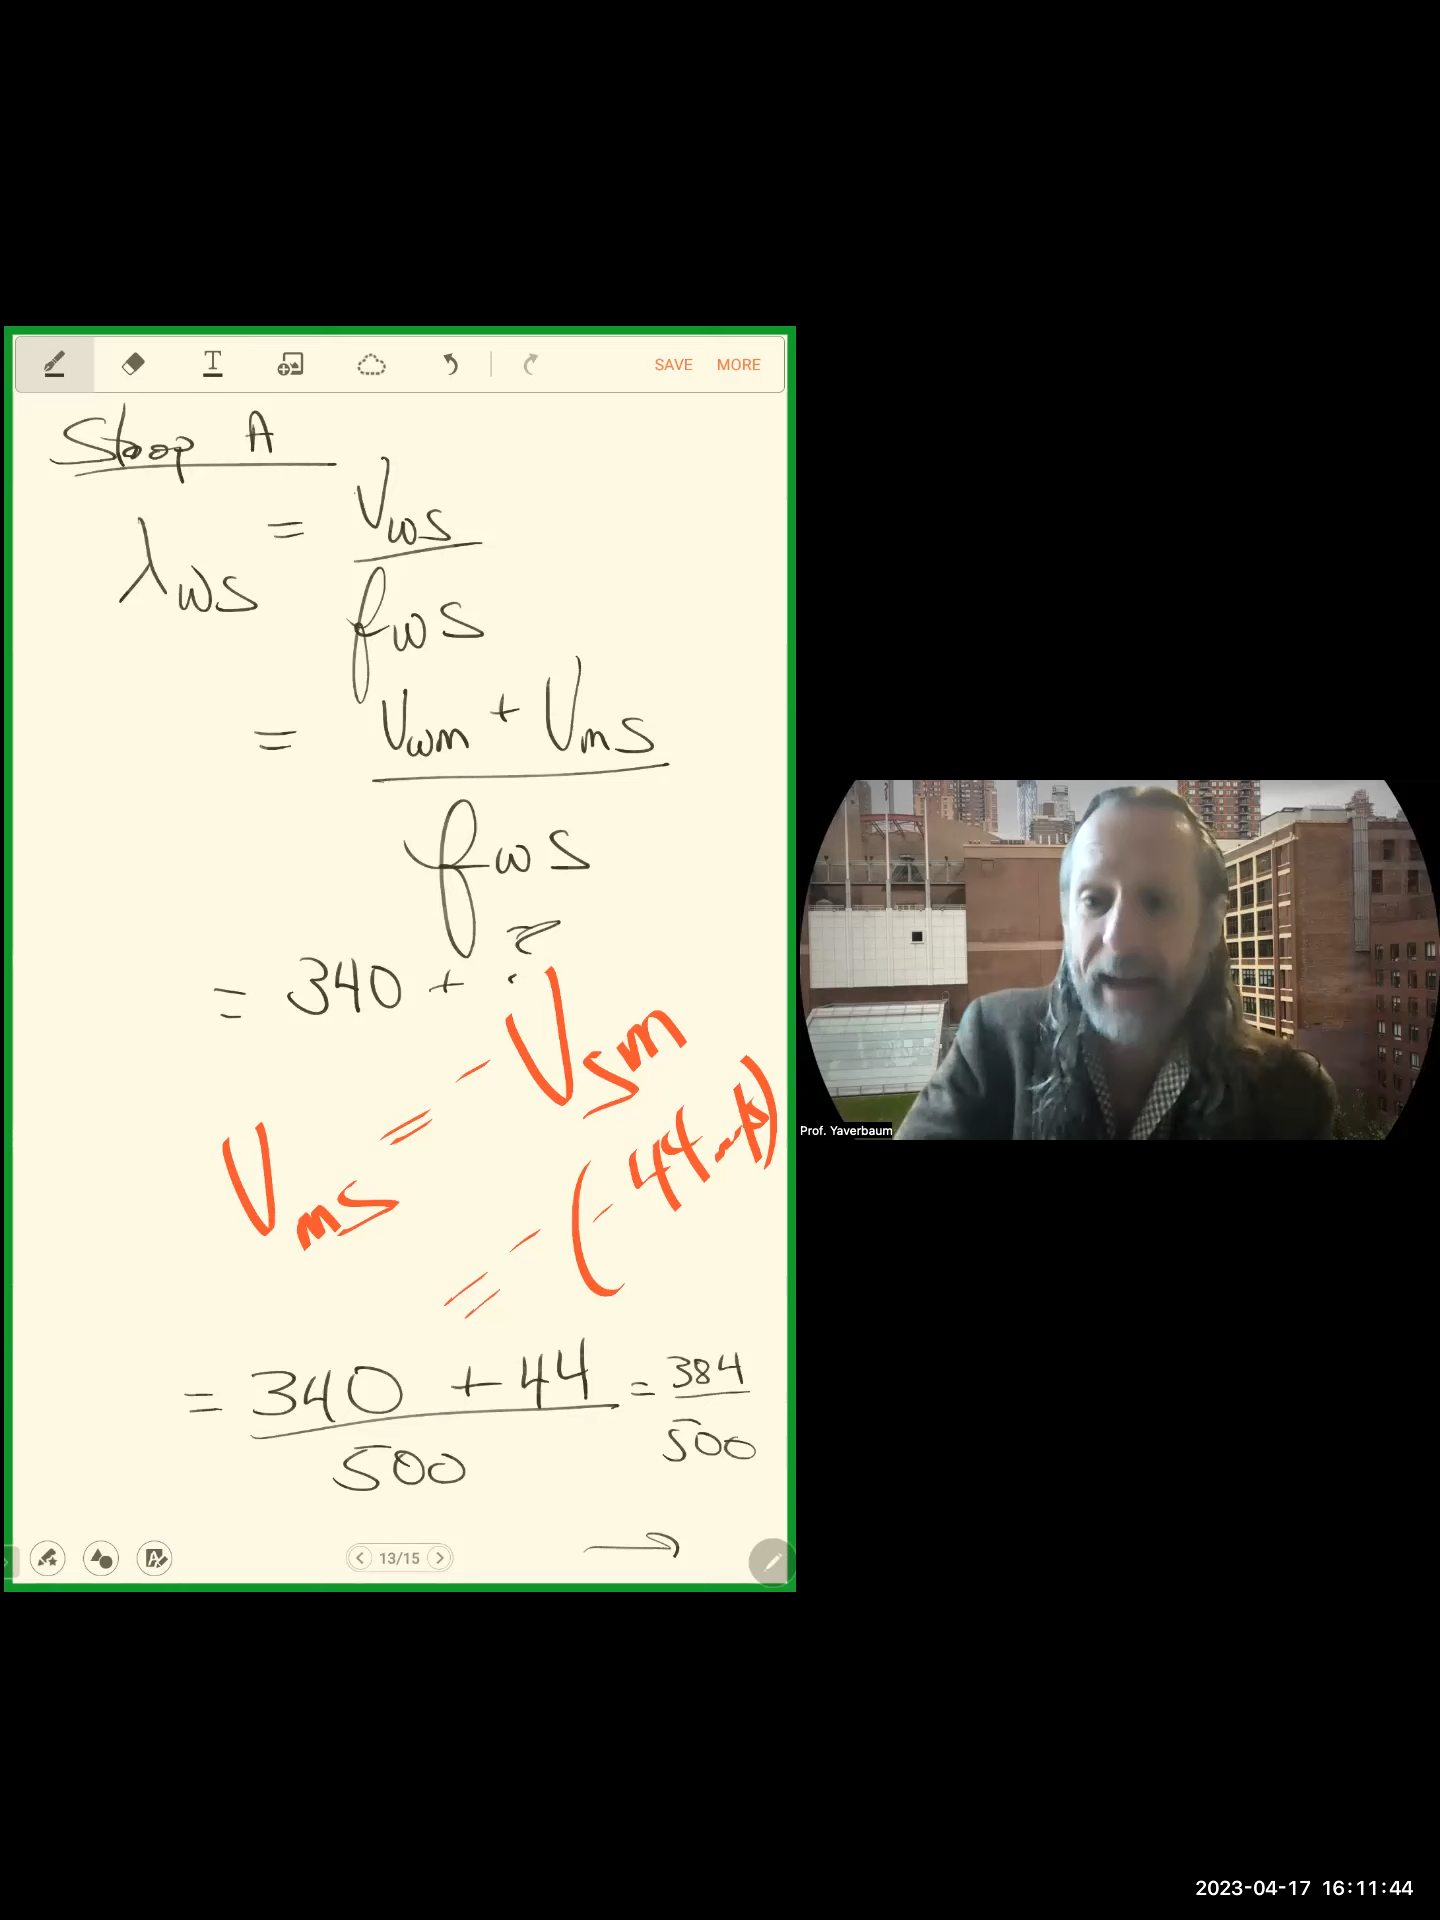 SAVE MORE
Stoop A
λws = Vws
fws
= Vwm + Vms
fws
= 340 + ?
Vms = - Vsm
= - (-44 m/s)
= 340 + 44 = 384
500 500
→
13/15
Prof. Yaverbaum
2023-04-17 16:11:44